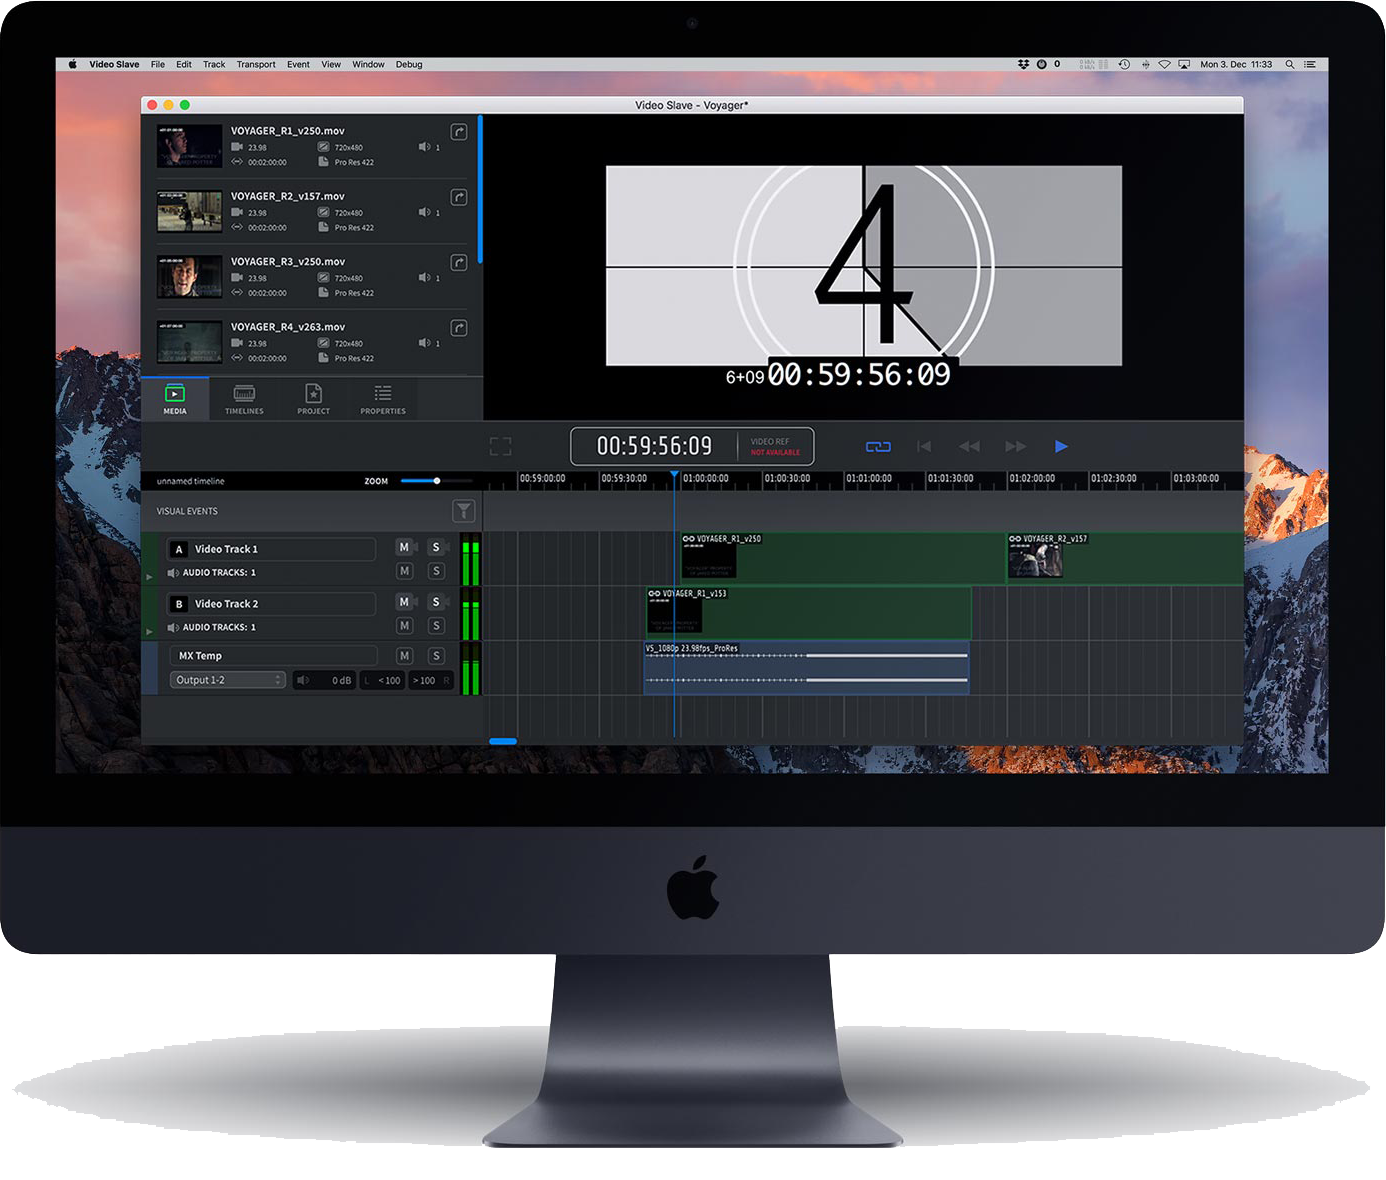 Video Slave File Edit Track Transport Event View Window Debug 0 Mon 3. Dec 11:33
Video Slave - Voyager*
VOYAGER_R1_v250.mov
23.98 720x480 1
00:02:00:00 Pro Res 422
VOYAGER_R2_v157.mov
23.98 720x480 1
00:02:00:00 Pro Res 422
VOYAGER_R3_v250.mov
23.98 720x480 1
00:02:00:00 Pro Res 422
VOYAGER_R4_v263.mov
23.98 720x480 1
00:02:00:00 Pro Res 422
MEDIA TIMELINES PROJECT PROPERTIES
4
6+09 00:59:56:09
00:59:56:09
VIDEO REF
NOT AVAILABLE
unnamed timeline ZOOM
00:59:00:00 00:59:30:00 01:00:00:00 01:00:30:00 01:01:00:00 01:01:30:00 01:02:00:00 01:02:30:00 01:03:00:00
VISUAL EVENTS
A Video Track 1 M S
AUDIO TRACKS: 1 M S
VOYAGER_R1_v250 VOYAGER_R2_v157
B Video Track 2 M S
AUDIO TRACKS: 1 M S
VOYAGER_R1_v153
MX Temp M S
Output 1-2 0 dB L <100 >100 R
VS_1080p 23.98fps_ProRes